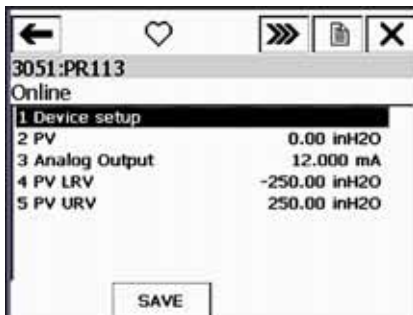 3051:PR113
Online
1 Device setup
2 PV 0.00 inH2O
3 Analog Output 12.000 mA
4 PV LRV -250.00 inH2O
5 PV URV 250.00 inH2O
SAVE